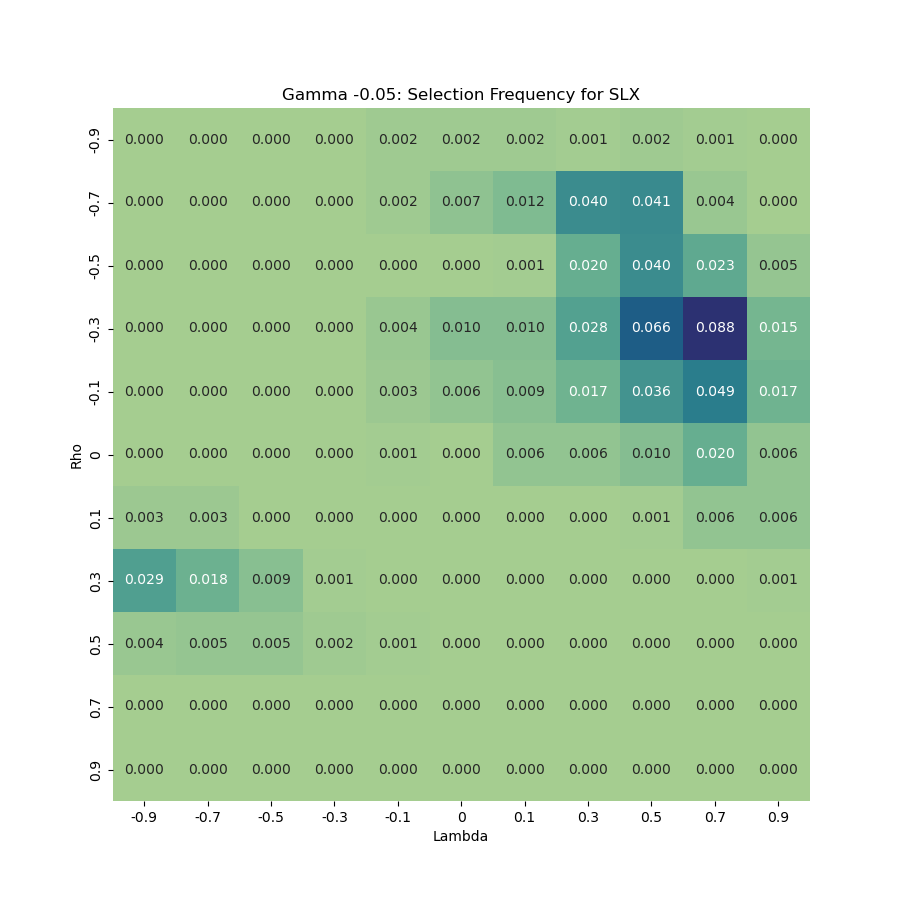 Gamma -0.05: Selection Frequency for SLX
-0.9 0.000 0.000 0.000 0.000 0.002 0.002 0.002 0.001 0.002 0.001 0.000
-0.7 0.000 0.000 0.000 0.000 0.002 0.007 0.012 0.040 0.041 0.004 0.000
-0.5 0.000 0.000 0.000 0.000 0.000 0.000 0.001 0.020 0.040 0.023 0.005
-0.3 0.000 0.000 0.000 0.000 0.004 0.010 0.010 0.028 0.066 0.088 0.015
-0.1 0.000 0.000 0.000 0.000 0.003 0.006 0.009 0.017 0.036 0.049 0.017
Rho
0 0.000 0.000 0.000 0.000 0.001 0.000 0.006 0.006 0.010 0.020 0.006
0.1 0.003 0.003 0.000 0.000 0.000 0.000 0.000 0.000 0.001 0.006 0.006
0.3 0.029 0.018 0.009 0.001 0.000 0.000 0.000 0.000 0.000 0.000 0.001
0.5 0.004 0.005 0.005 0.002 0.001 0.000 0.000 0.000 0.000 0.000 0.000
0.7 0.000 0.000 0.000 0.000 0.000 0.000 0.000 0.000 0.000 0.000 0.000
0.9 0.000 0.000 0.000 0.000 0.000 0.000 0.000 0.000 0.000 0.000 0.000
-0.9 -0.7 -0.5 -0.3 -0.1 0 0.1 0.3 0.5 0.7 0.9
Lambda